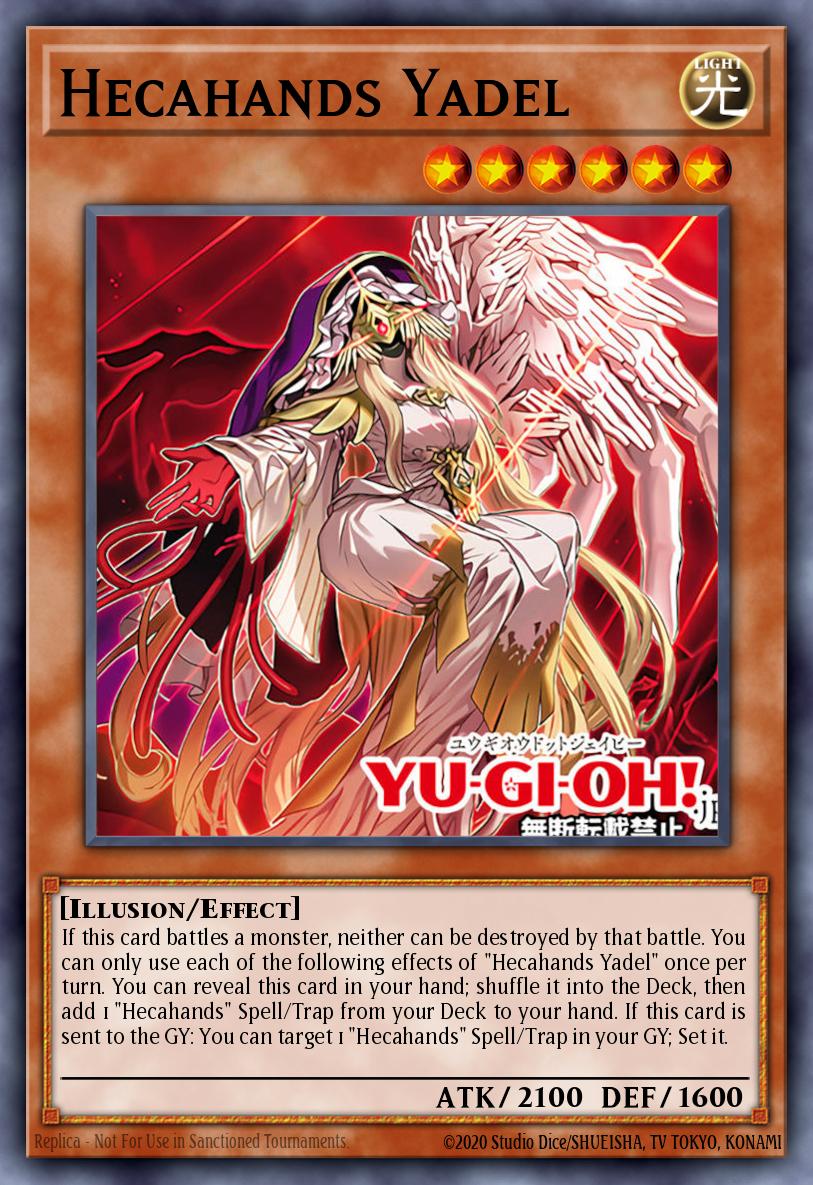 Hecahands Yadel
LIGHT
光
ユウギオウドットジェイピー
YU-GI-OH!
無断転載禁止
[Illusion/Effect]
If this card battles a monster, neither can be destroyed by that battle. You
can only use each of the following effects of "Hecahands Yadel" once per
turn. You can reveal this card in your hand; shuffle it into the Deck, then
add 1 "Hecahands" Spell/Trap from your Deck to your hand. If this card is
sent to the GY: You can target 1 "Hecahands" Spell/Trap in your GY; Set it.
ATK/2100 DEF/1600
Replica - Not For Use in Sanctioned Tournaments.
©2020 Studio Dice/SHUEISHA, TV TOKYO, KONAMI